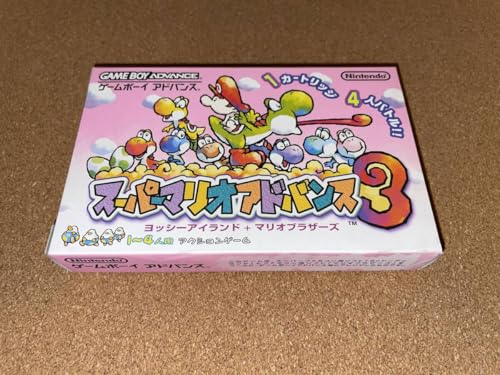 GAME BOY ADVANCE
ゲームボーイ アドバンス
Nintendo
1カートリッジ
4人バトル!!
スーパーマリオアドバンス3
ヨッシーアイランド + マリオブラザーズ
TM
1~4人用 アクションゲーム
Nintendo
ゲームボーイ アドバンス